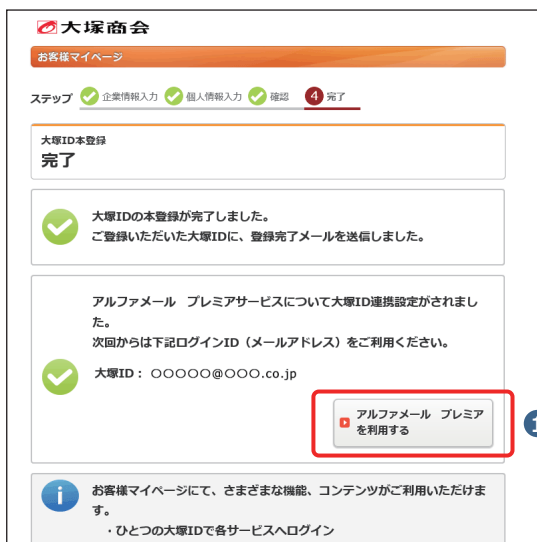 大塚商会
お客様マイページ
ステップ 企業情報入力 個人情報入力 確認 4 完了
大塚ID本登録
完了
大塚IDの本登録が完了しました。
ご登録いただいた大塚IDに、登録完了メールを送信しました。
アルファメール　プレミアサービスについて大塚ID連携設定がされまし
た。
次回からは下記ログインID（メールアドレス）をご利用ください。
大塚ID： 〇〇〇〇〇@〇〇〇.co.jp
アルファメール　プレミア
を利用する
1
お客様マイページにて、さまざまな機能、コンテンツがご利用いただけま
す。
・ひとつの大塚IDで各サービスへログイン